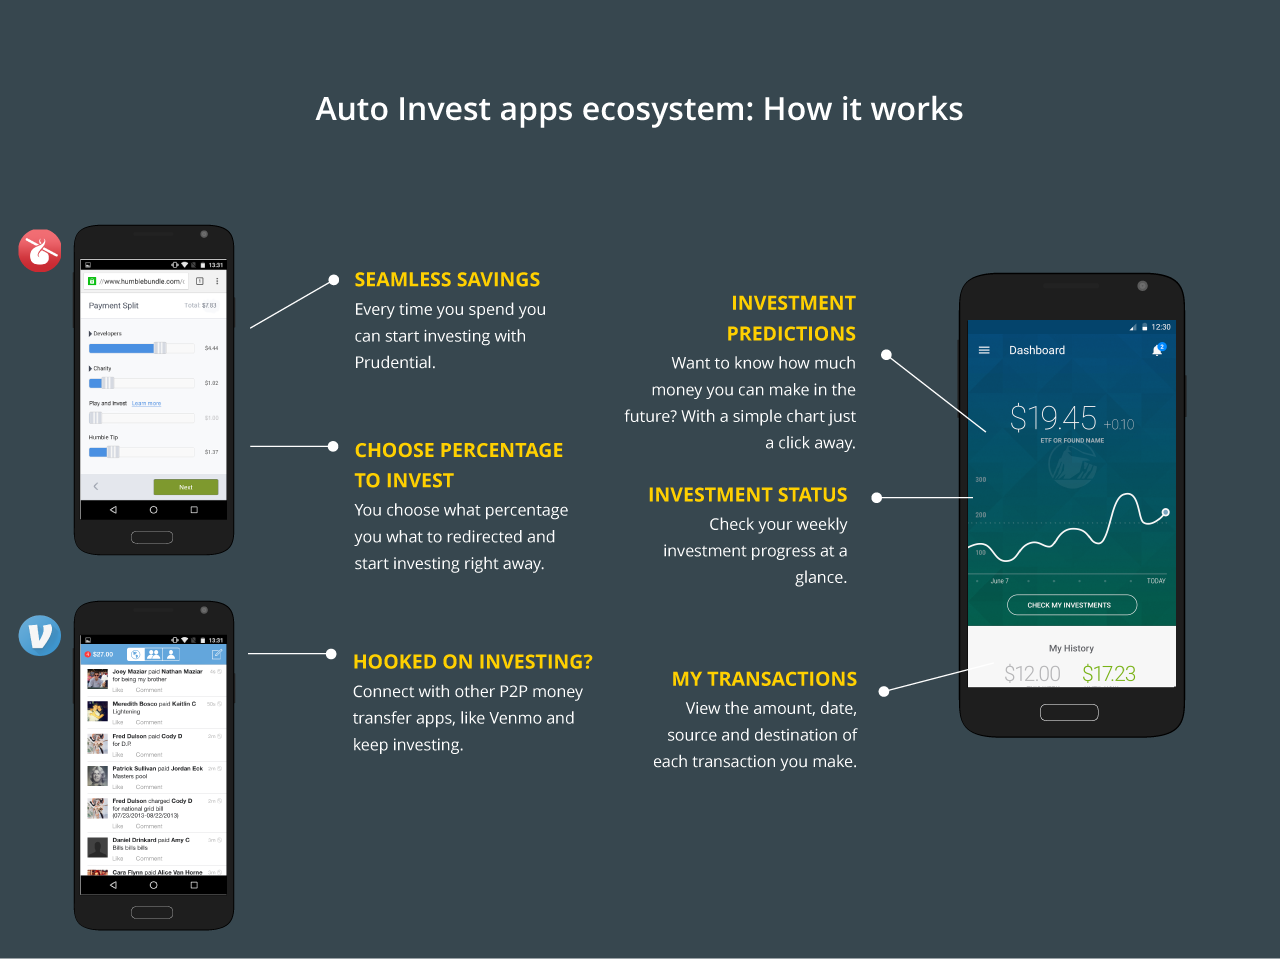 Auto Invest apps ecosystem: How it works
13:31
//www.humblebundle.com/
Payment Split
Total $7.83
Developers
$4.44
Charity
$1.02
Play and Invest Learn more
$1.00
Humble Tip
$1.37
Next
SEAMLESS SAVINGS
Every time you spend you
can start investing with
Prudential.
CHOOSE PERCENTAGE
TO INVEST
You choose what percentage
you what to redirected and
start investing right away.
13:31
$27.00
Joey Maziar paid Nathan Maziar
for being my brother
Like Comment
Meredith Bosco paid Kaitlin C
Lightening
Like Comment
Fred Dulson paid Cody D
for D.P.
Like Comment
Patrick Sullivan paid Jordan Eck
Masters pool
Like Comment
Fred Dulson charged Cody D
for national grid bill
(07/23/2013-08/22/2013)
Like Comment
Daniel Drinkard paid Amy C
Bills bills bills
Like Comment
Cara Flynn paid Alice Van Horne
HOOKED ON INVESTING?
Connect with other P2P money
transfer apps, like Venmo and
keep investing.
INVESTMENT
PREDICTIONS
Want to know how much
money you can make in the
future? With a simple chart just
a click away.
INVESTMENT STATUS
Check your weekly
investment progress at a
glance.
MY TRANSACTIONS
View the amount, date,
source and destination of
each transaction you make.
12:30
Dashboard
2
$19.45 +0.10
ETF OR FOUND NAME
300
200
100
June 7
TODAY
CHECK MY INVESTMENTS
My History
$12.00 $17.23